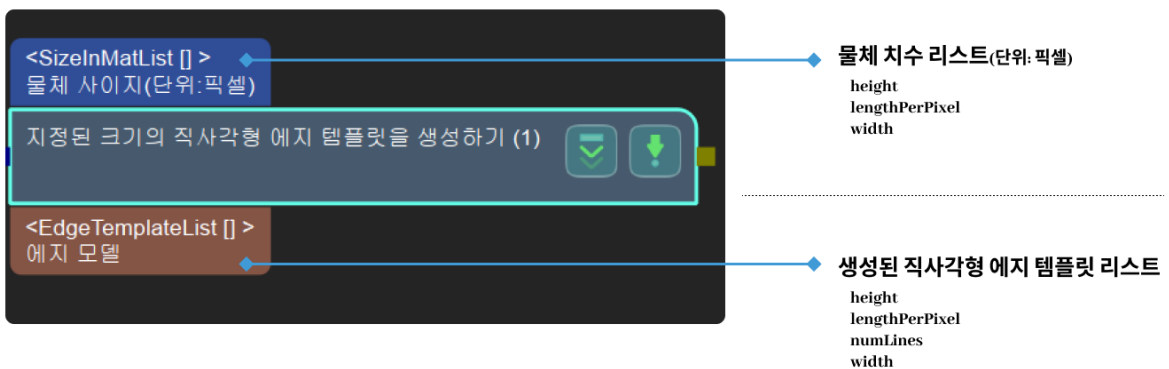 <SizeInMatList [] >
물체 사이지(단위:픽셀)
지정된 크기의 직사각형 에지 템플릿을 생성하기 (1)
<EdgeTemplateList [] >
에지 모델
물체 치수 리스트(단위: 픽셀)
height
lengthPerPixel
width
생성된 직사각형 에지 템플릿 리스트
height
lengthPerPixel
numLines
width